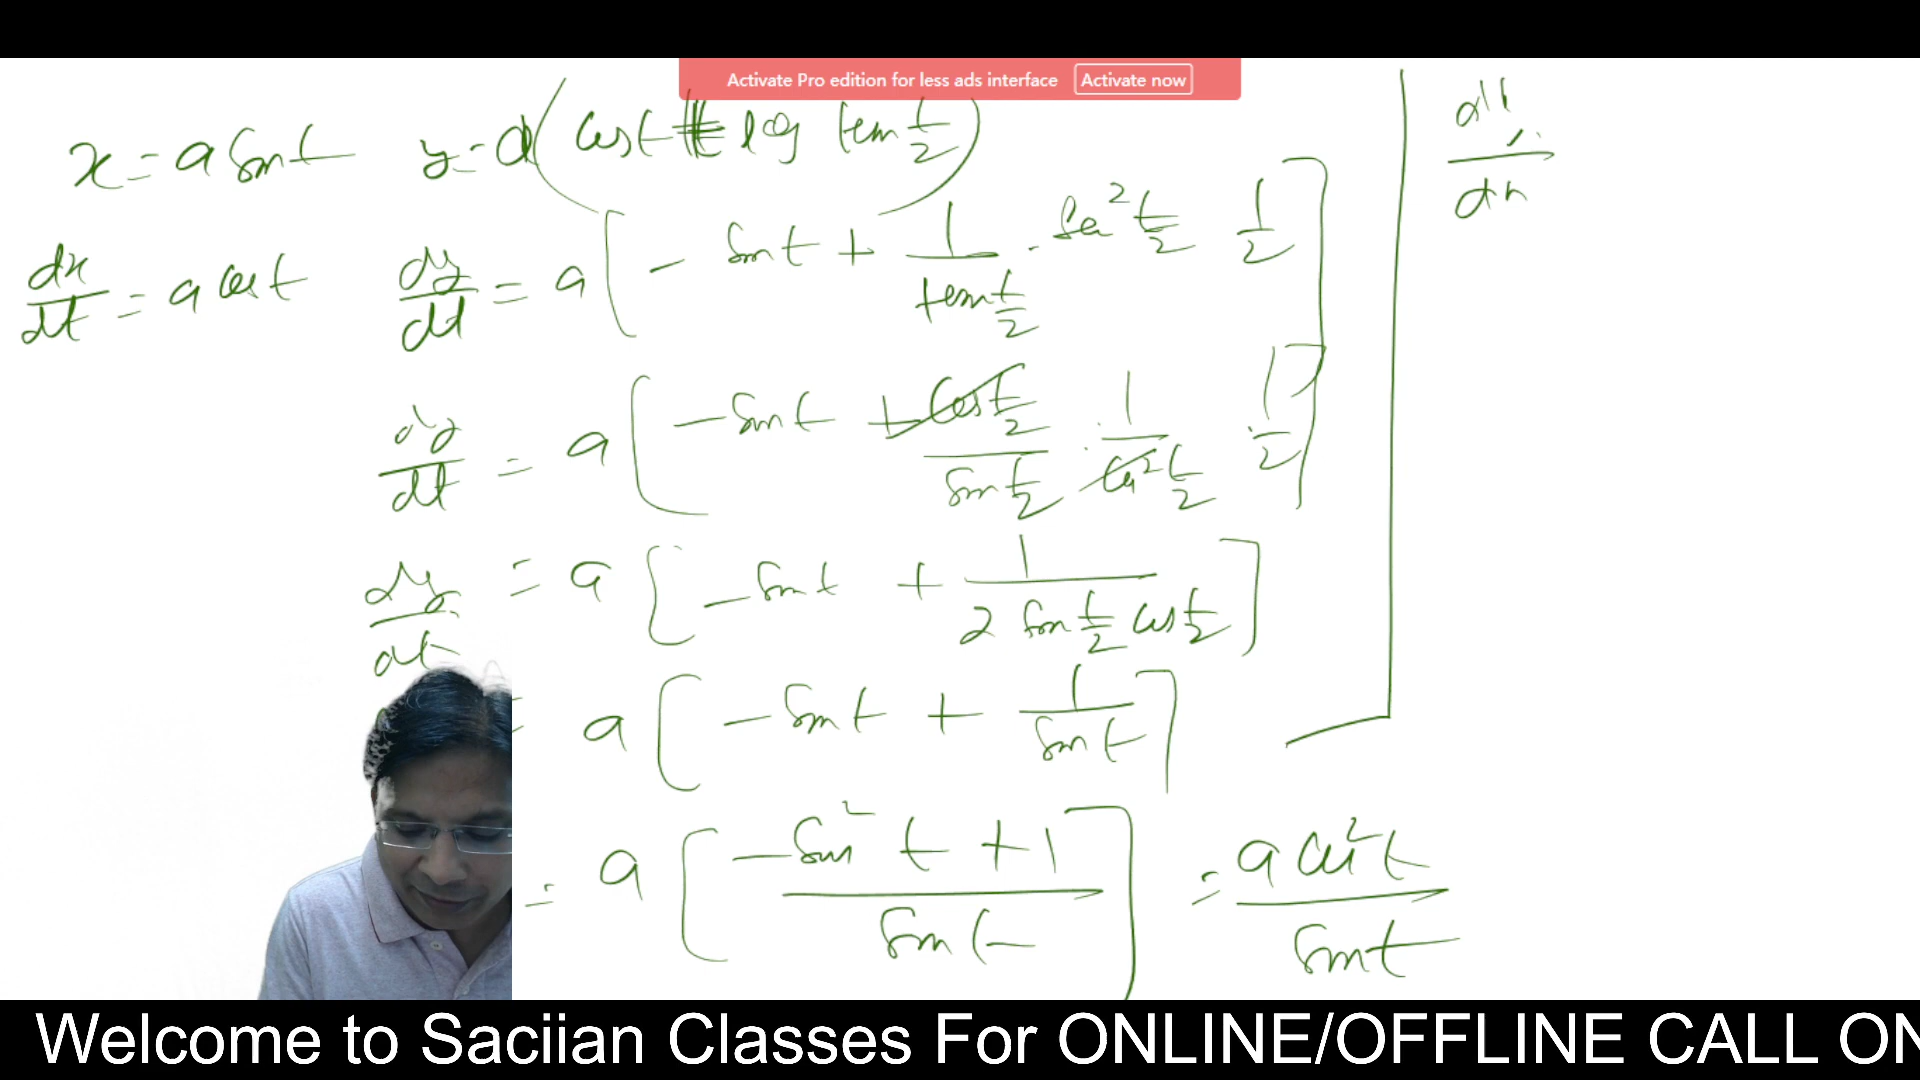 Activate Pro edition for less ads interface Activate now
x = a sin t y = a ( cos t + log tan t/2 )
dx/dt = a cos t dy/dt = a [ - sin t + 1/tan t/2 . sec² t/2 1/2 ]
dy/dt = a [ - sin t + cos t/2 / sin t/2 . 1/cos² t/2 . 1/2 ]
dy/dt = a [ - sin t + 1 / 2 sin t/2 cos t/2 ]
= a [ - sin t + 1/sin t ]
= a [ - sin² t + 1 / sin t ] = a cos² t / sin t
dy/dx
Welcome to Saciian Classes For ONLINE/OFFLINE CALL ON